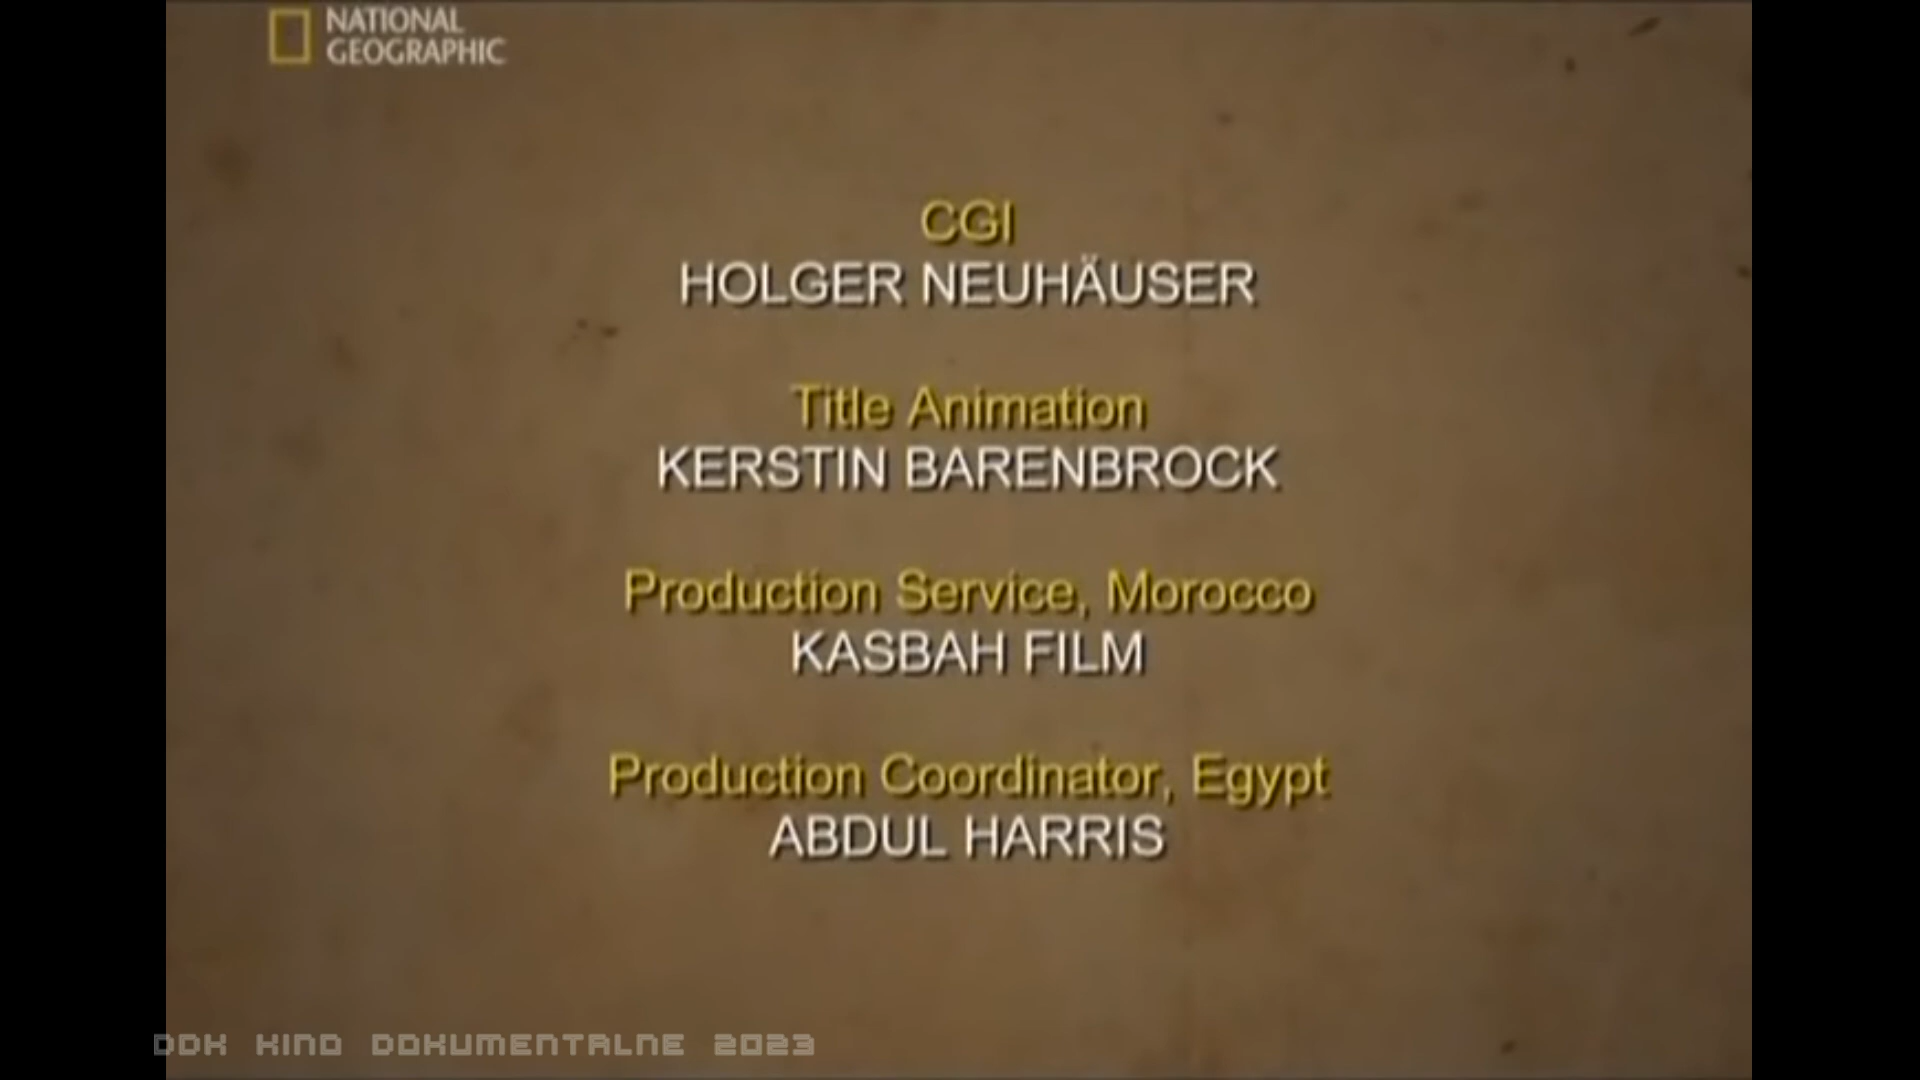 NATIONAL
GEOGRAPHIC
CGI
HOLGER NEUHÄUSER
Title Animation
KERSTIN BARENBROCK
Production Service, Morocco
KASBAH FILM
Production Coordinator, Egypt
ABDUL HARRIS
DOK KINO DOKUMENTALNE 2023